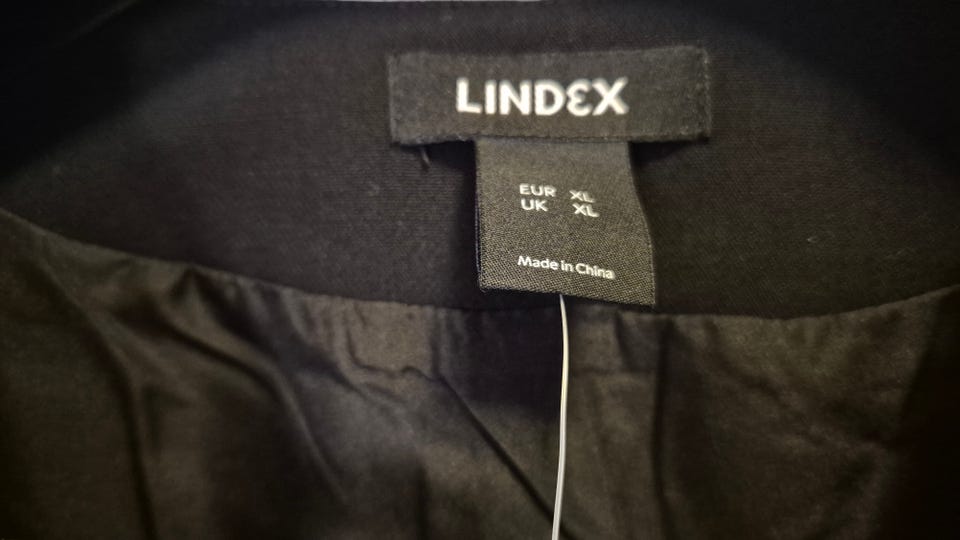 LINDEX
EUR XL
UK XL
Made in China